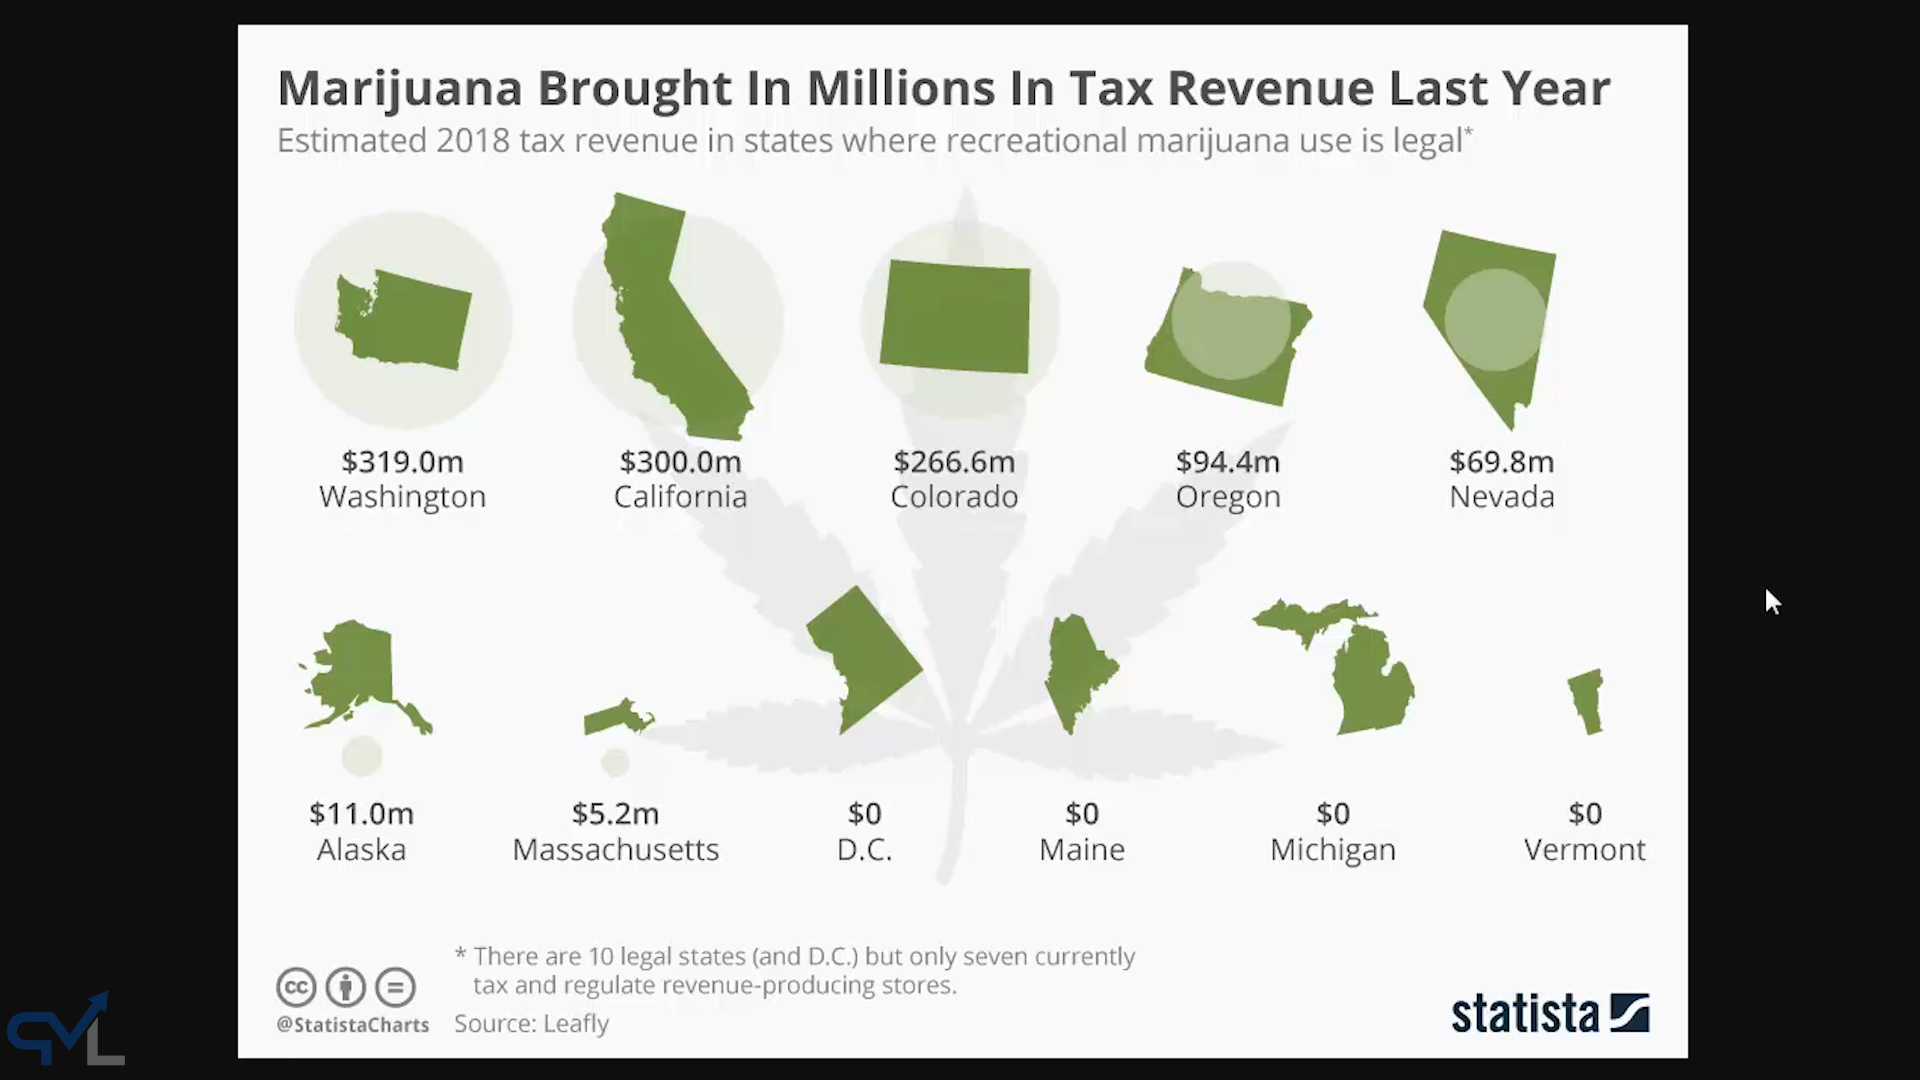 Marijuana Brought In Millions In Tax Revenue Last Year
Estimated 2018 tax revenue in states where recreational marijuana use is legal*
$319.0m
Washington
$300.0m
California
$266.6m
Colorado
$94.4m
Oregon
$69.8m
Nevada
$11.0m
Alaska
$5.2m
Massachusetts
$0
D.C.
$0
Maine
$0
Michigan
$0
Vermont
* There are 10 legal states (and D.C.) but only seven currently
tax and regulate revenue-producing stores.
cc
@StatistaCharts
Source: Leafly
statista